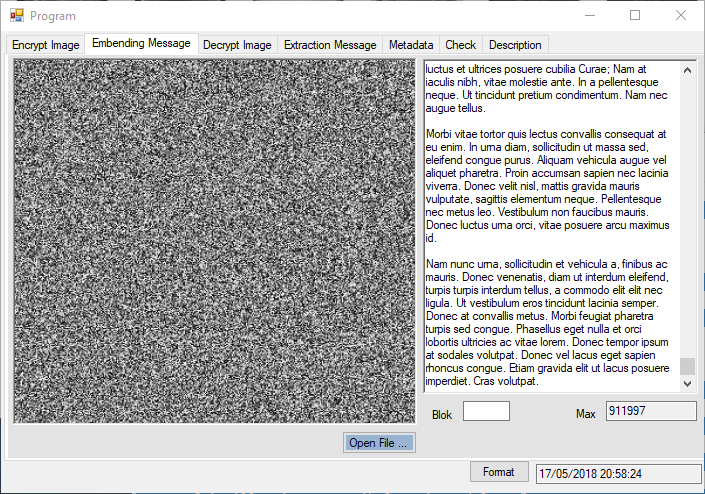 Program
Encrypt Image
Embending Message
Decrypt Image
Extraction Message
Metadata
Check
Description
luctus et ultrices posuere cubilia Curae; Nam at
iaculis nibh, vitae molestie ante. In a pellentesque
neque. Ut tincidunt pretium condimentum. Nam nec
augue tellus.
Morbi vitae tortor quis lectus convallis consequat at
eu enim. In urna diam, sollicitudin ut massa sed,
eleifend congue purus. Aliquam vehicula augue vel
aliquet pharetra. Proin accumsan sapien nec lacinia
viverra. Donec velit nisl, mattis gravida mauris
vulputate, sagittis elementum neque. Pellentesque
nec metus leo. Vestibulum non faucibus mauris.
Donec luctus urna orci, vitae posuere arcu maximus
id.
Nam nunc urna, sollicitudin et vehicula a, finibus ac
mauris. Donec venenatis, diam ut interdum eleifend,
turpis turpis interdum tellus, a commodo elit elit nec
ligula. Ut vestibulum eros tincidunt lacinia semper.
Donec at convallis metus. Morbi feugiat pharetra
turpis sed congue. Phasellus eget nulla et orci
lobortis ultricies ac vitae lorem. Donec tempor ipsum
at sodales volutpat. Donec vel lacus eget sapien
rhoncus congue. Etiam gravida elit ut lacus posuere
imperdiet. Cras volutpat.
Blok
Max
911997
Open File ...
Format
17/05/2018 20:58:24